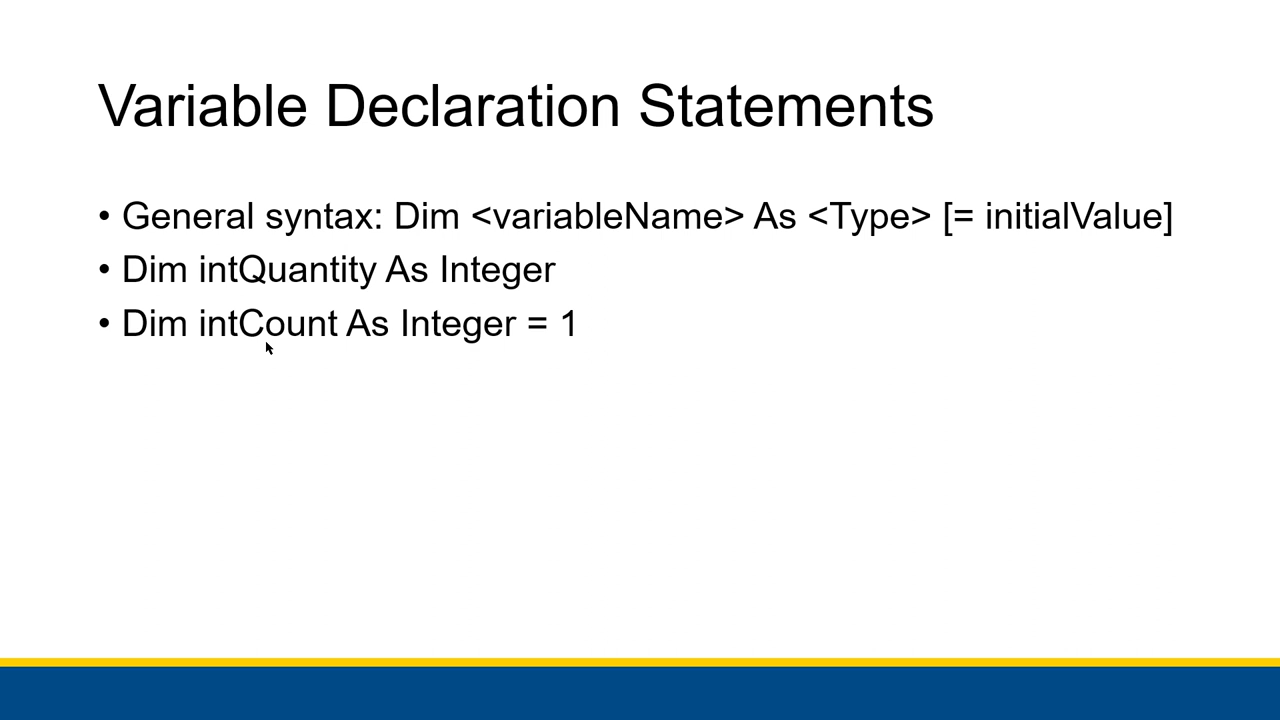 Variable Declaration Statements
• General syntax: Dim <variableName> As <Type> [= initialValue]
• Dim intQuantity As Integer
• Dim intCount As Integer = 1